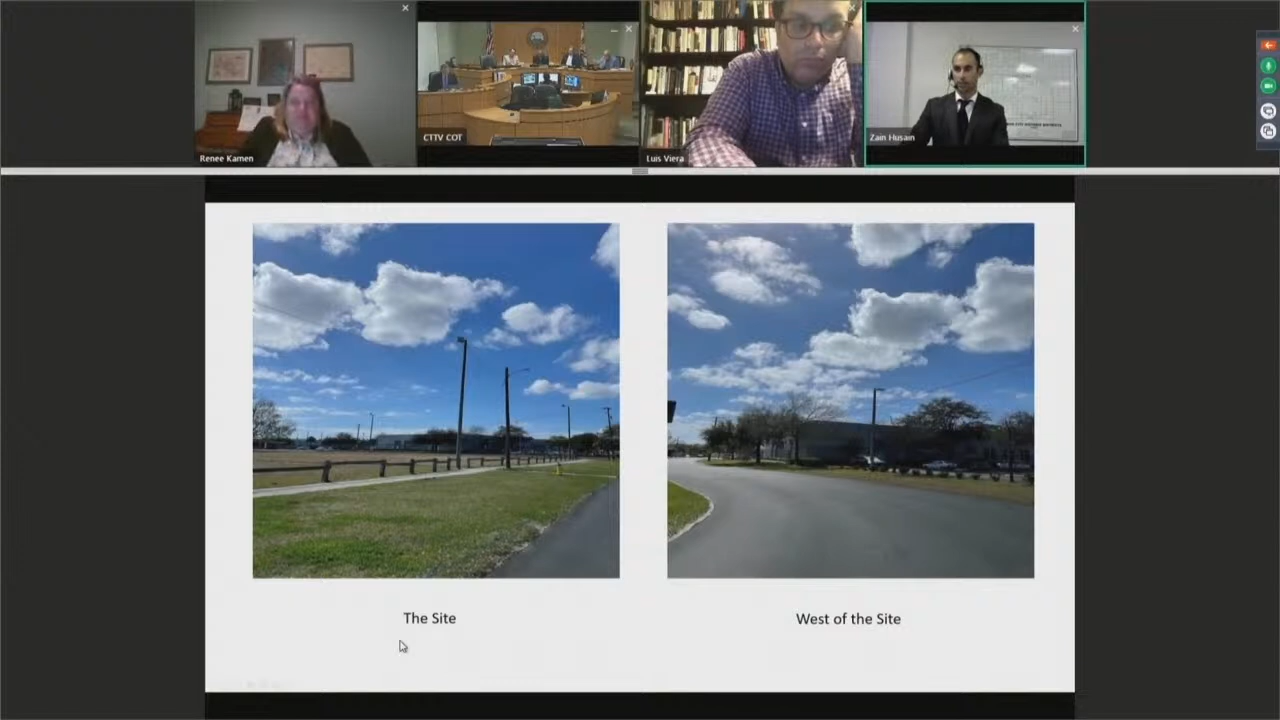 Renee Kamen
CTTV COT
Luis Viera
Zain Husain
The Site
West of the Site